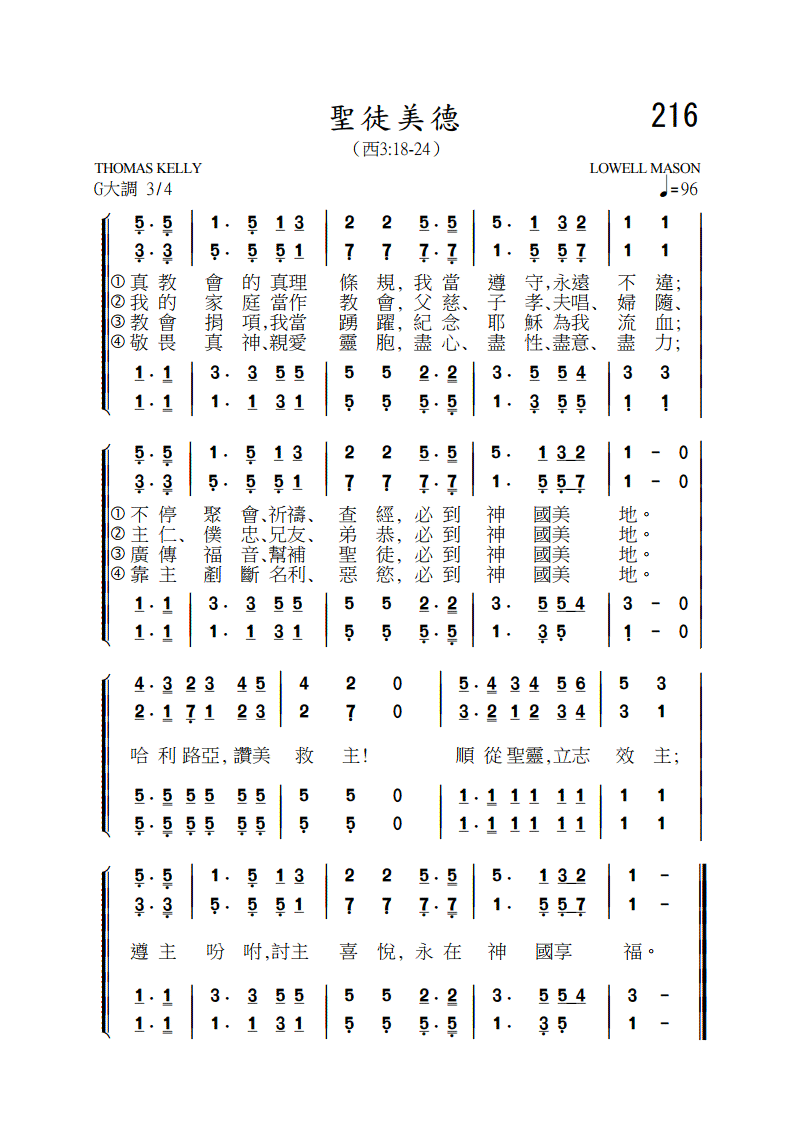 聖徒美德
216
(西3:18-24)
THOMAS KELLY
LOWELL MASON
G大調 3/4
♩=96
5．5 | 1． 5 1 3 | 2 2 5．5 | 5． 1 3 2 | 1 1
3．3 | 5． 5 5 1 | 7 7 7．7 | 1． 5 5 7 | 1 1
①真教 會的真理 條規,我當 遵守,永遠 不違;
②我的 家庭當作 教會,父慈、子孝、夫唱、婦隨、
③教會 捐項,我當 踴躍,紀念 耶穌為我 流血;
④敬畏 真神、親愛 靈胞,盡心、盡性、盡意、盡力;
1．1 | 3． 3 5 5 | 5 5 2．2 | 3． 5 5 4 | 3 3
1．1 | 1． 1 3 1 | 5 5 5．5 | 1． 3 5 5 | 1 1
5．5 | 1． 5 1 3 | 2 2 5．5 | 5． 1 3 2 | 1 - 0
3．3 | 5． 5 5 1 | 7 7 7．7 | 1． 5 5 7 | 1 - 0
①不停 聚會、祈禱、查經,必到 神國美 地。
②主仁、僕忠、兄友、弟恭,必到 神國美 地。
③廣傳 福音、幫補 聖徒,必到 神國美 地。
④靠主 剷斷名利、惡慾,必到 神國美 地。
1．1 | 3． 3 5 5 | 5 5 2．2 | 3． 5 5 4 | 3 - 0
1．1 | 1． 1 3 1 | 5 5 5．5 | 1． 3 5 | 1 - 0
4．3 2 3 4 5 | 4 2 0 | 5．4 3 4 5 6 | 5 3
2．1 7 1 2 3 | 2 7 0 | 3．2 1 2 3 4 | 3 1
哈利路亞,讚美 救主! 順從聖靈,立志 效主;
5．5 5 5 5 5 | 5 5 0 | 1．1 1 1 1 1 | 1 1
5．5 5 5 5 5 | 5 5 0 | 1．1 1 1 1 1 | 1 1
5．5 | 1． 5 1 3 | 2 2 5．5 | 5． 1 3 2 | 1 -
3．3 | 5． 5 5 1 | 7 7 7．7 | 1． 5 5 7 | 1 -
遵主 吩咐,討主 喜悅,永在 神國享 福。
1．1 | 3． 3 5 5 | 5 5 2．2 | 3． 5 5 4 | 3 -
1．1 | 1． 1 3 1 | 5 5 5．5 | 1． 3 5 | 1 -